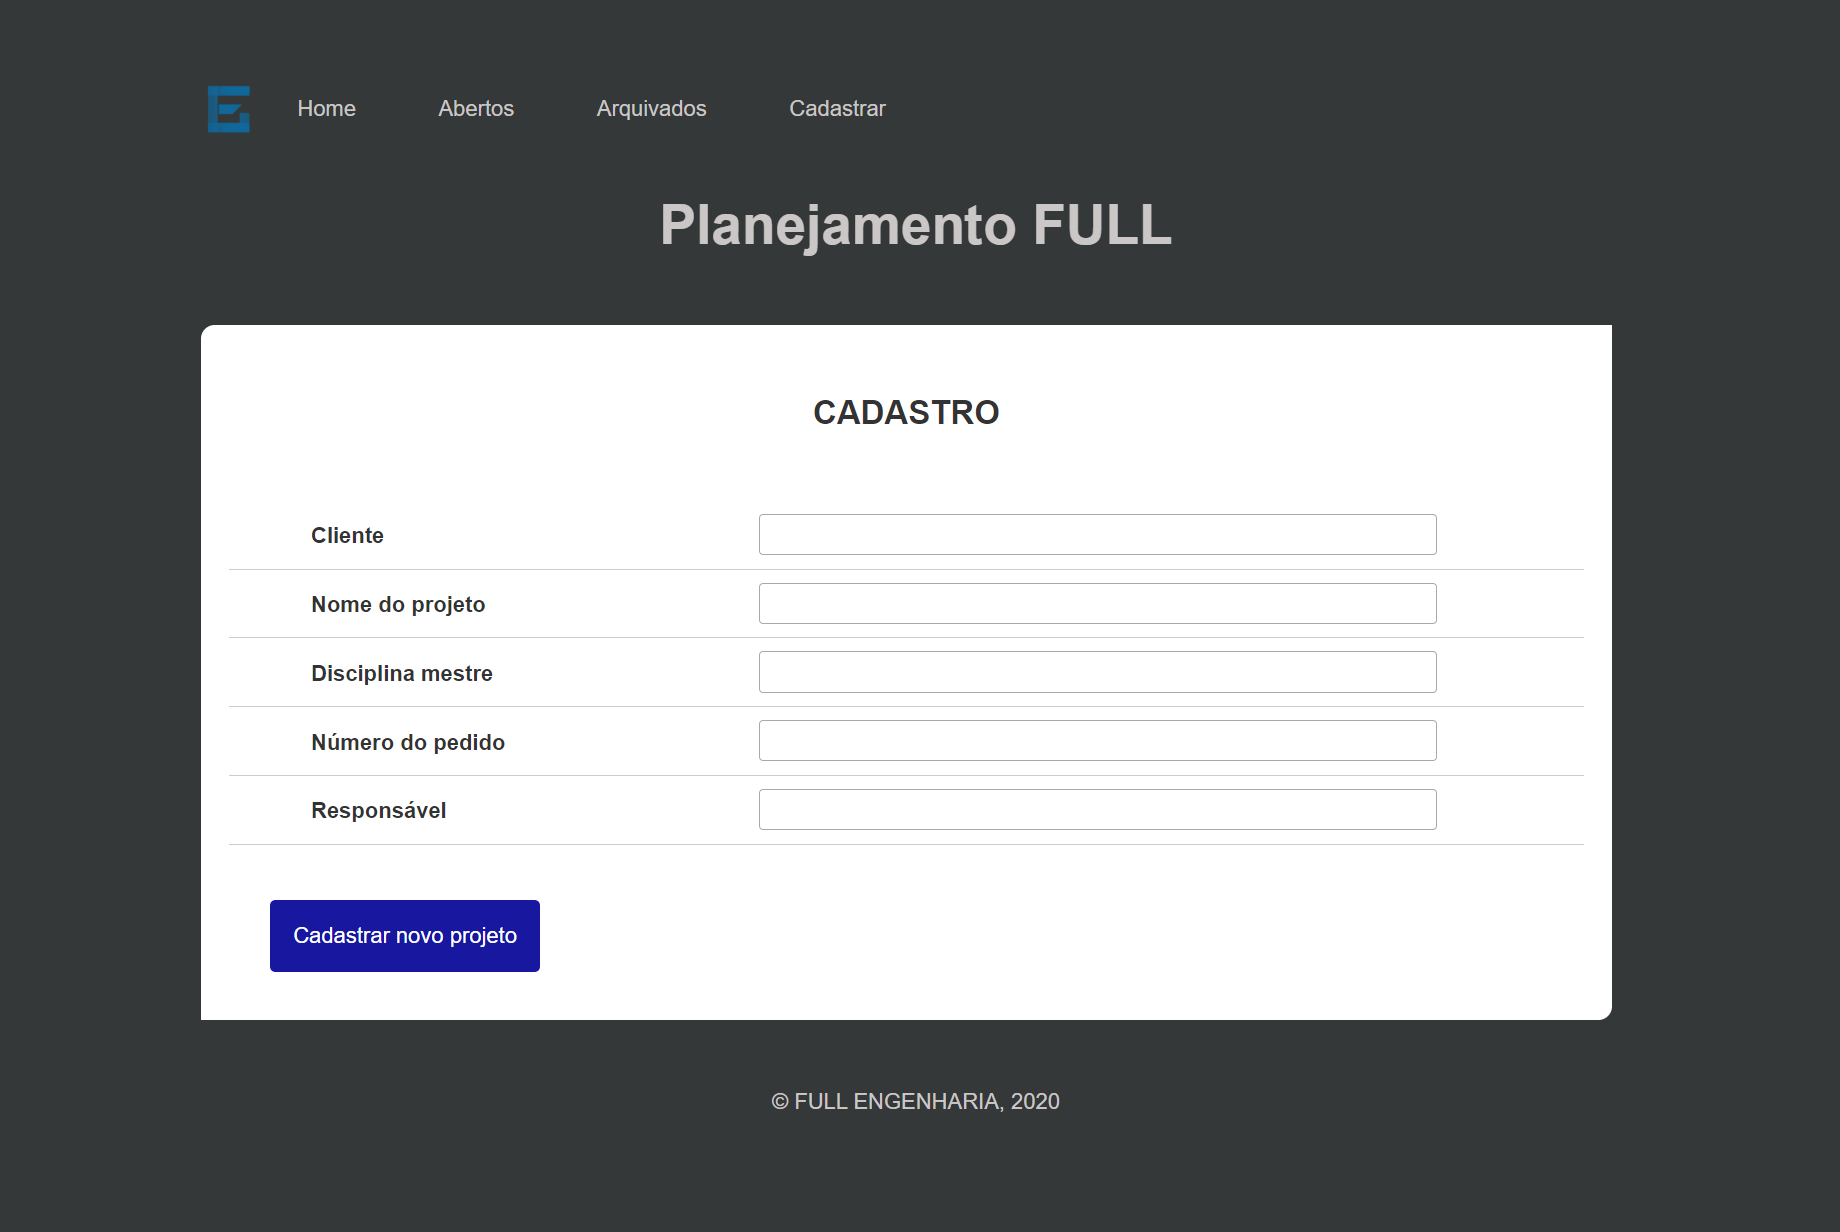 Home Abertos Arquivados Cadastrar
Planejamento FULL
CADASTRO
Cliente
Nome do projeto
Disciplina mestre
Número do pedido
Responsável
Cadastrar novo projeto
© FULL ENGENHARIA, 2020